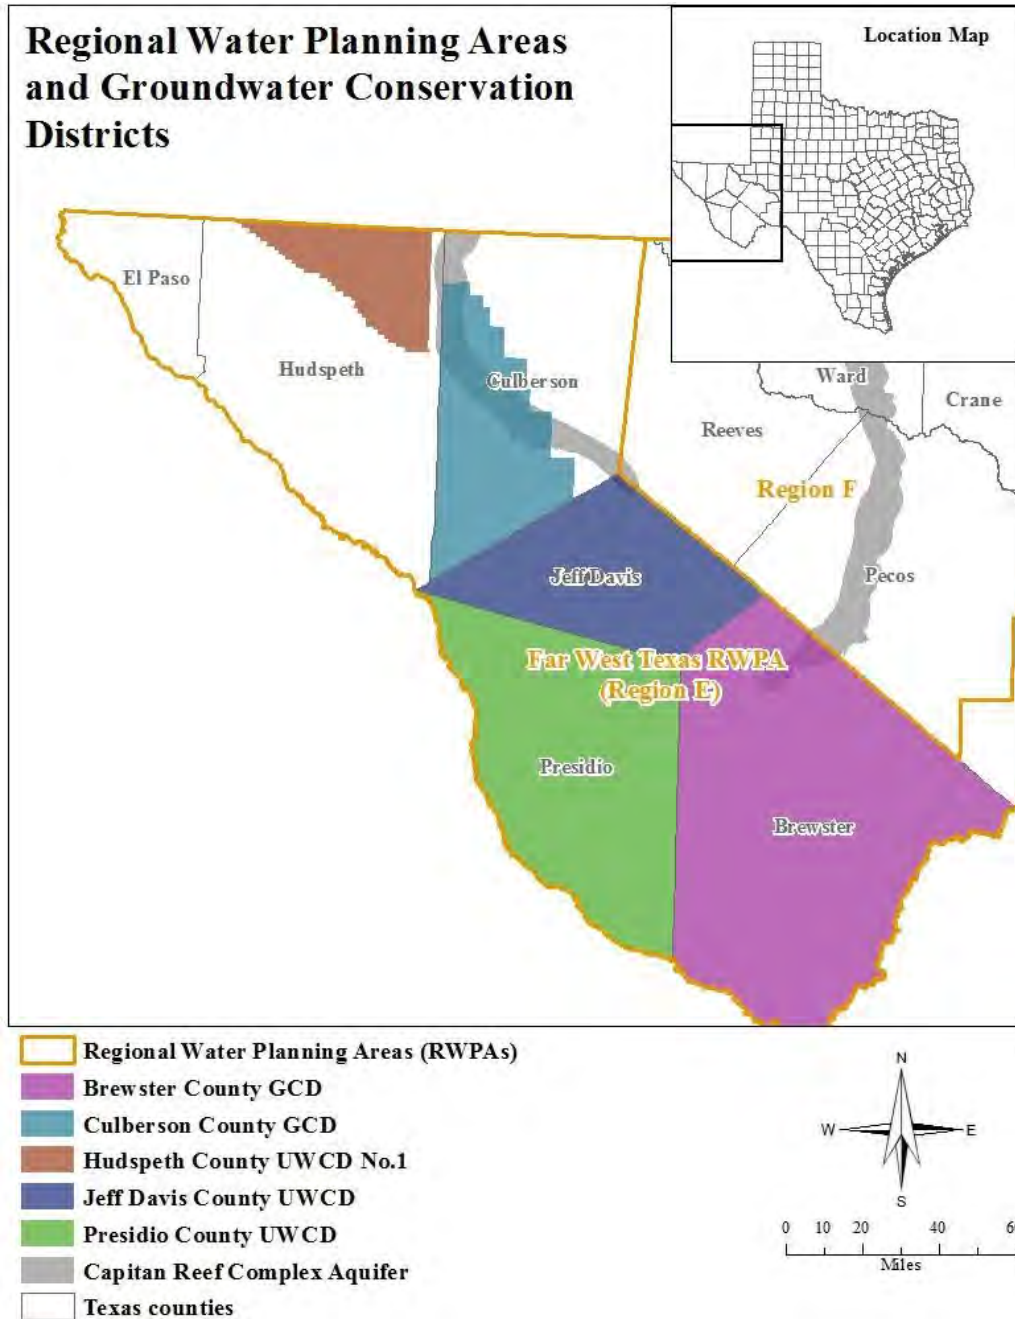 Regional Water Planning Areas
and Groundwater Conservation
Districts
Location Map
El Paso
Hudspeth
Culberson
Ward
Crane
Reeves
Region F
Pecos
Jeff Davis
Far West Texas RWPA
(Region E)
Presidio
Brewster
Regional Water Planning Areas (RWPAs)
Brewster County GCD
Culberson County GCD
Hudspeth County UWCD No.1
Jeff Davis County UWCD
Presidio County UWCD
Capitan Reef Complex Aquifer
Texas counties
N
W E
S
0 10 20 40
Miles